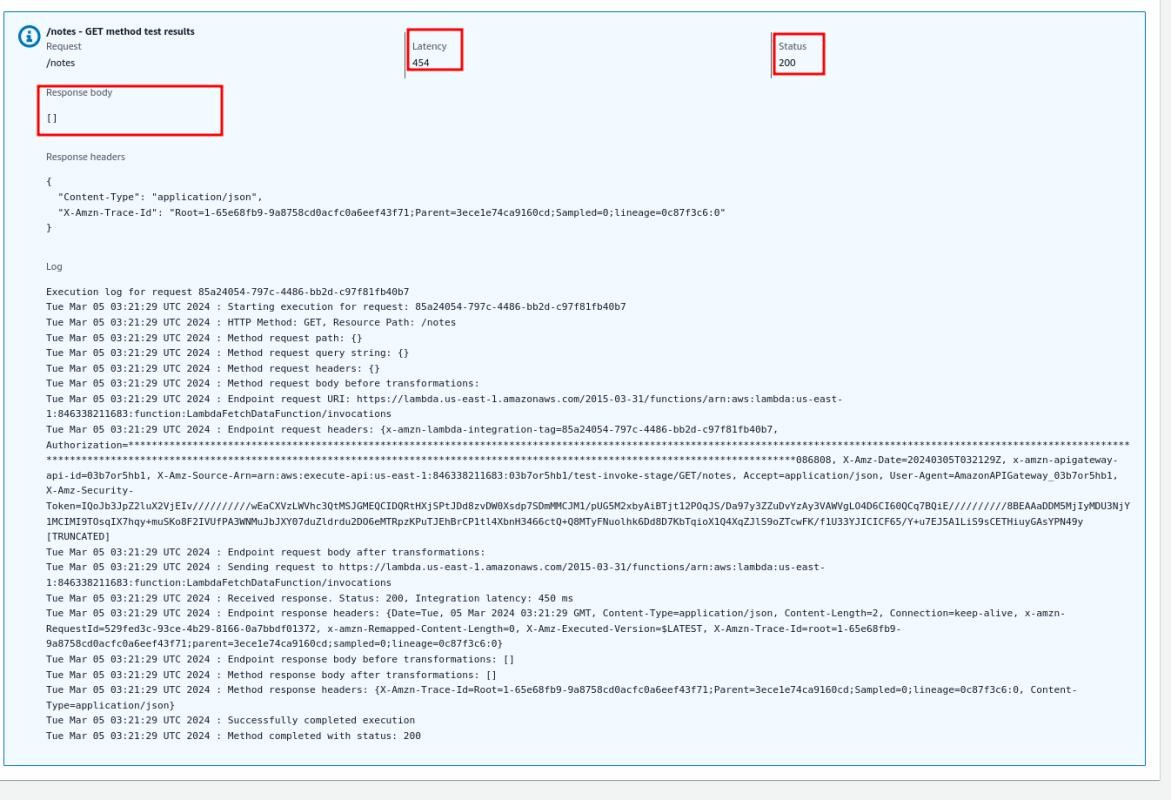 /notes - GET method test results
Request
/notes
Latency
454
Status
200
Response body
[]
Response headers
{
"Content-Type": "application/json",
"X-Amzn-Trace-Id": "Root=1-65e68fb9-9a8758cd0acfc0a6eef43f71;Parent=3ece1e74ca9160cd;Sampled=0;lineage=0c87f3c6:0"
}
Log
Execution log for request 85a24054-797c-4486-bb2d-c97f81fb40b7
Tue Mar 05 03:21:29 UTC 2024 : Starting execution for request: 85a24054-797c-4486-bb2d-c97f81fb40b7
Tue Mar 05 03:21:29 UTC 2024 : HTTP Method: GET, Resource Path: /notes
Tue Mar 05 03:21:29 UTC 2024 : Method request path: {}
Tue Mar 05 03:21:29 UTC 2024 : Method request query string: {}
Tue Mar 05 03:21:29 UTC 2024 : Method request headers: {}
Tue Mar 05 03:21:29 UTC 2024 : Method request body before transformations:
Tue Mar 05 03:21:29 UTC 2024 : Endpoint request URI: https://lambda.us-east-1.amazonaws.com/2015-03-31/functions/arn:aws:lambda:us-east-
1:846338211683:function:LambdaFetchDataFunction/invocations
Tue Mar 05 03:21:29 UTC 2024 : Endpoint request headers: {x-amzn-lambda-integration-tag=85a24054-797c-4486-bb2d-c97f81fb40b7,
Authorization=
086808, X-Amz-Date=20240305T032129Z, x-amzn-apigateway-
api-id=03b7or5hb1, X-Amz-Source-Arn=arn:aws:execute-api:us-east-1:846338211683:03b7or5hb1/test-invoke-stage/GET/notes, Accept=application/json, User-Agent=AmazonAPIGateway_03b7or5hb1,
X-Amz-Security-
[TRUNCATED]
Tue Mar 05 03:21:29 UTC 2024 : Endpoint request body after transformations:
Tue Mar 05 03:21:29 UTC 2024 : Sending request to https://lambda.us-east-1.amazonaws.com/2015-03-31/functions/arn:aws:lambda:us-east-
1:846338211683:function:LambdaFetchDataFunction/invocations
Tue Mar 05 03:21:29 UTC 2024 : Received response. Status: 200, Integration latency: 450 ms
Tue Mar 05 03:21:29 UTC 2024 : Endpoint response headers: {Date=Tue, 05 Mar 2024 03:21:29 GMT, Content-Type=application/json, Content-Length=2, Connection=keep-alive, x-amzn-
RequestId=529fed3c-93ce-4b29-8166-0a7bbdf01372, x-amzn-Remapped-Content-Length=0, X-Amz-Executed-Version=$LATEST, X-Amzn-Trace-Id=root=1-65e68fb9-
9a8758cd0acfc0a6eef43f71;parent=3ece1e74ca9160cd;sampled=0;lineage=0c87f3c6:0}
Tue Mar 05 03:21:29 UTC 2024 : Endpoint response body before transformations: []
Tue Mar 05 03:21:29 UTC 2024 : Method response body after transformations: []
Tue Mar 05 03:21:29 UTC 2024 : Method response headers: {X-Amzn-Trace-Id=Root=1-65e68fb9-9a8758cd0acfc0a6eef43f71;Parent=3ece1e74ca9160cd;Sampled=0;lineage=0c87f3c6:0, Content-
Type=application/json}
Tue Mar 05 03:21:29 UTC 2024 : Successfully completed execution
Tue Mar 05 03:21:29 UTC 2024 : Method completed with status: 200